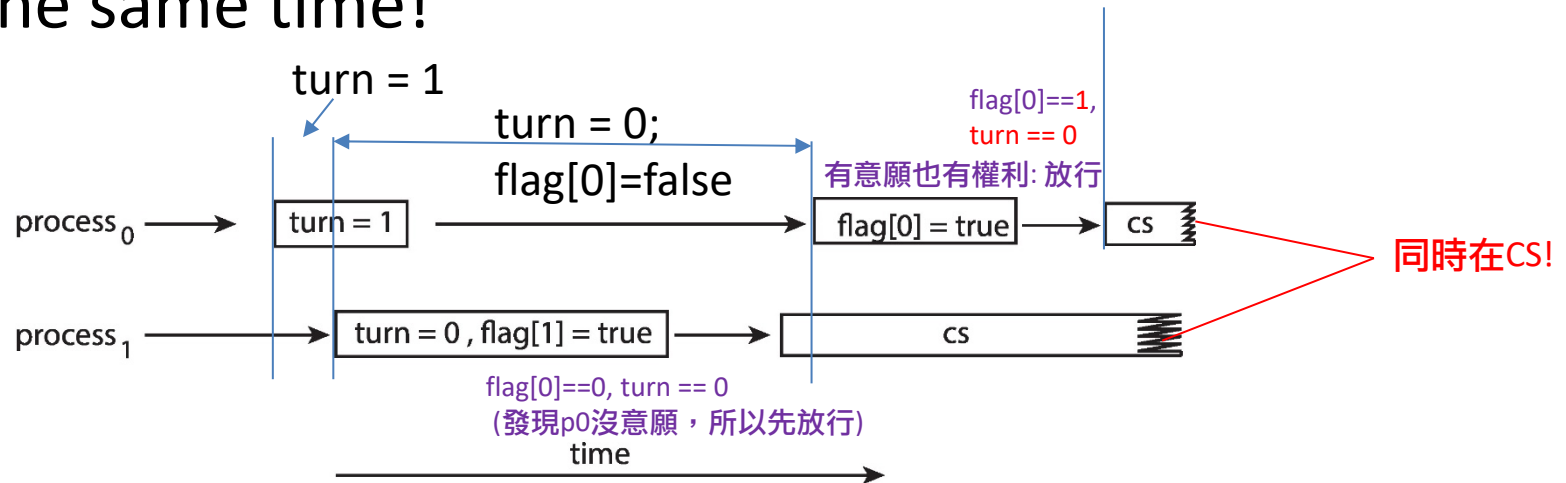 he same time!
turn = 1
turn = 0;
flag[0]=false
flag[0]==1,
turn == 0
有意願也有權利: 放行
process0
turn = 1
flag[0] = true
cs
同時在CS!
process1
turn = 0 , flag[1] = true
cs
flag[0]==0, turn == 0
(發現p0沒意願，所以先放行)
time